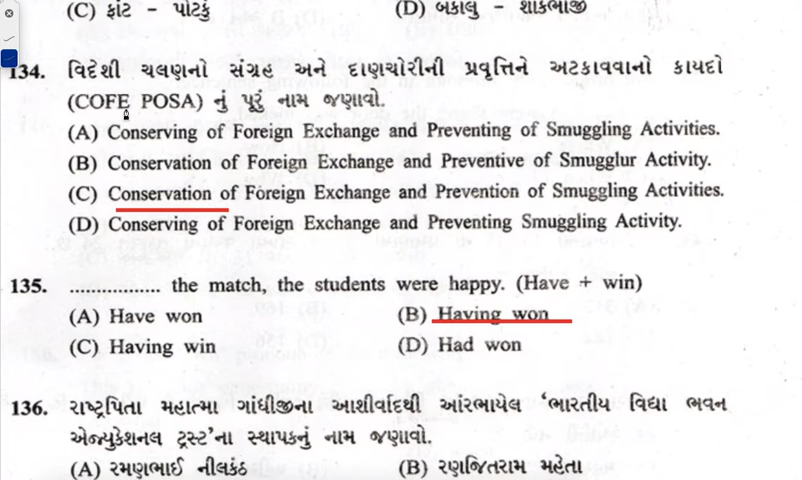 (C) ફાંટ - પોટકું (D) બકાલુ - શાકભાજી
134. વિદેશી ચલણનો સંગ્રહ અને દાણચોરીની પ્રવૃત્તિને અટકાવવાનો કાયદો
(COFE POSA) નું પૂરું નામ જણાવો.
(A) Conserving of Foreign Exchange and Preventing of Smuggling Activities.
(B) Conservation of Foreign Exchange and Preventive of Smugglur Activity.
(C) Conservation of Foreign Exchange and Prevention of Smuggling Activities.
(D) Conserving of Foreign Exchange and Preventing Smuggling Activity.
135. .................. the match, the students were happy. (Have + win)
(A) Have won (B) Having won
(C) Having win (D) Had won
136. રાષ્ટ્રપિતા મહાત્મા ગાંધીજીના આશીર્વાદથી આંરભાયેલ ‘ભારતીય વિદ્યા ભવન
એજ્યુકેશનલ ટ્રસ્ટ’ના સ્થાપકનું નામ જણાવો.
(A) રમણભાઈ નીલકંઠ (B) રણજિતરામ મહેતા